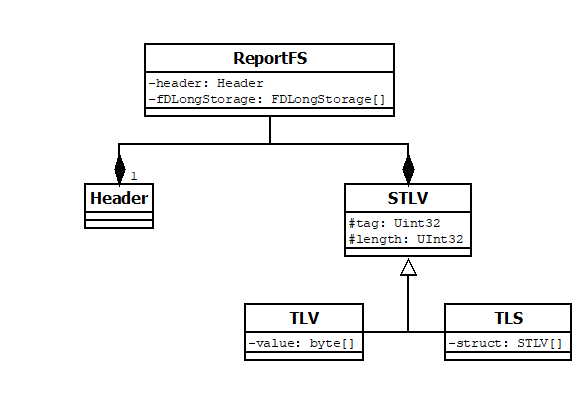 ReportFS
-header: Header
-fDLongStorage: FDLongStorage[]
1
Header
STLV
#tag: Uint32
#length: UInt32
TLV
-value: byte[]
TLS
-struct: STLV[]